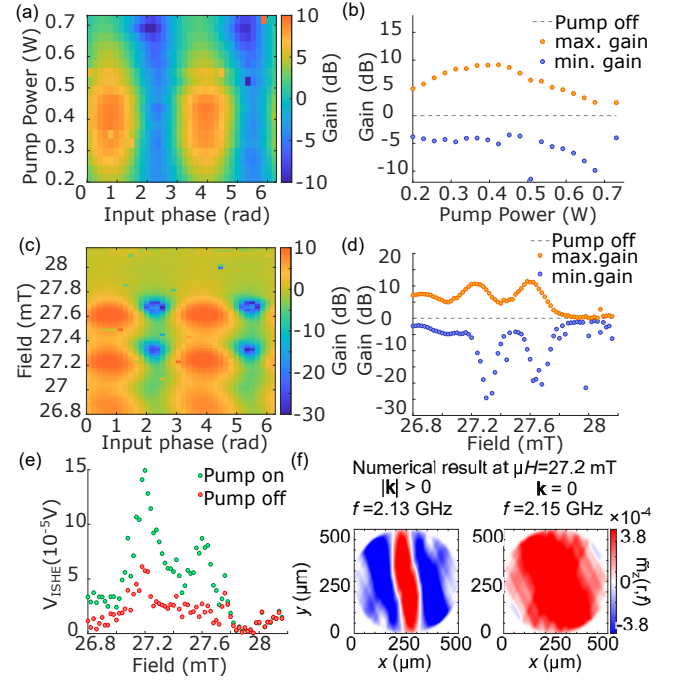 (a)
Pump Power (W)
0.7
0.6
0.5
0.4
0.3
0.2
0 1 2 3 4 5 6
Input phase (rad)
10
5
0
-5
-10
Gain (dB)
(b)
Pump off
max. gain
min. gain
Gain (dB)
15
10
5
0
-5
-10
0.2 0.3 0.4 0.5 0.6 0.7
Pump Power (W)
(c)
Field (mT)
28
27.8
27.6
27.4
27.2
27
26.8
0 1 2 3 4 5 6
Input phase (rad)
10
0
-10
-20
-30
Gain (dB)
(d)
Pump off
max.gain
min.gain
Gain (dB)
20
10
0
-10
-20
-30
26.8 27.2 27.6 28
Field (mT)
(e)
Pump on
Pump off
V_ISHE(10⁻⁵V)
15
10
5
0
26.8 27.2 27.6 28
Field (mT)
(f)
Numerical result at μH=27.2 mT
|k| > 0
f =2.13 GHz
k = 0
f =2.15 GHz
y (μm)
500
250
0
0 250 500
x (μm)
500
250
0
0 250 500
x (μm)
×10⁻⁴
3.8
-3.8
m̃_z(r,f)